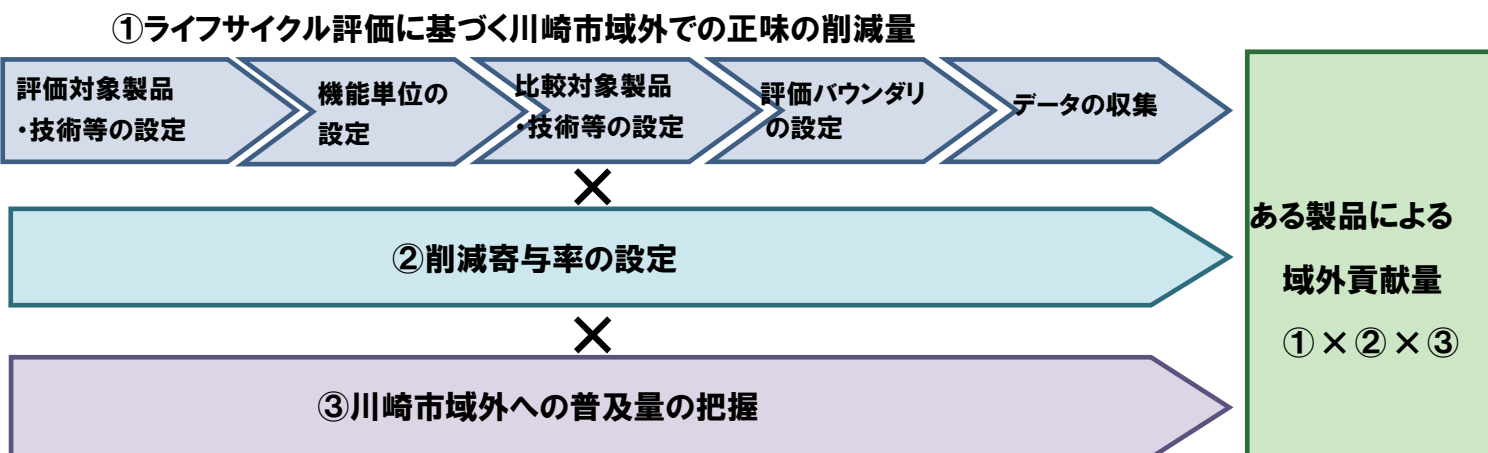 ①ライフサイクル評価に基づく川崎市域外での正味の削減量
評価対象製品
・技術等の設定
機能単位の
設定
比較対象製品
・技術等の設定
評価バウンダリ
の設定
データの収集
×
②削減寄与率の設定
×
③川崎市域外への普及量の把握
ある製品による
域外貢献量
①×②×③